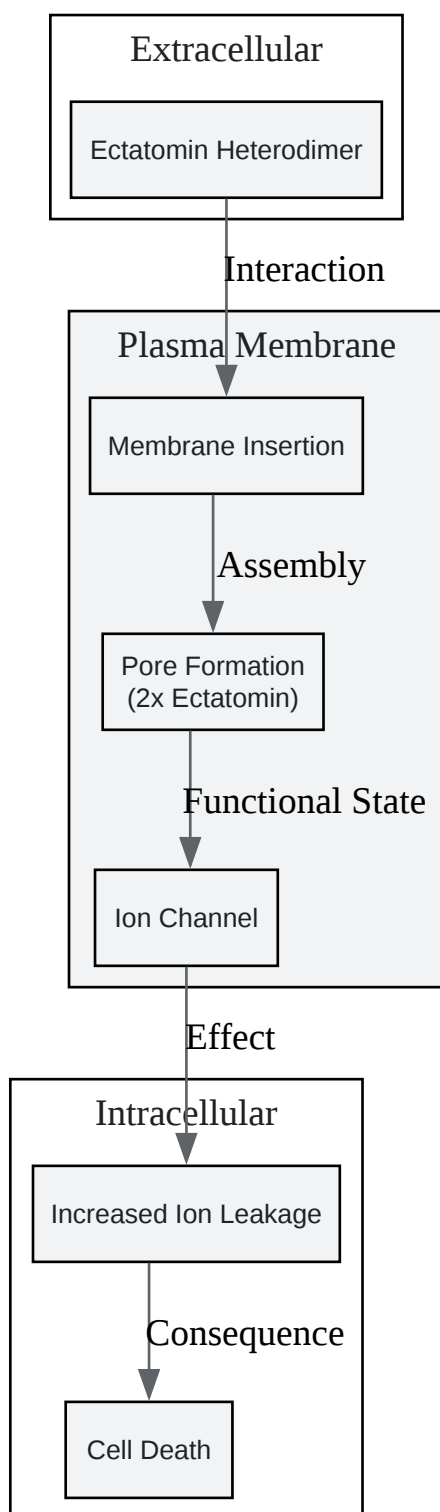 Extracellular
Ectatomin Heterodimer
Interaction
Plasma Membrane
Membrane Insertion
Assembly
Pore Formation
(2x Ectatomin)
Functional State
Ion Channel
Effect
Intracellular
Increased Ion Leakage
Consequence
Cell Death